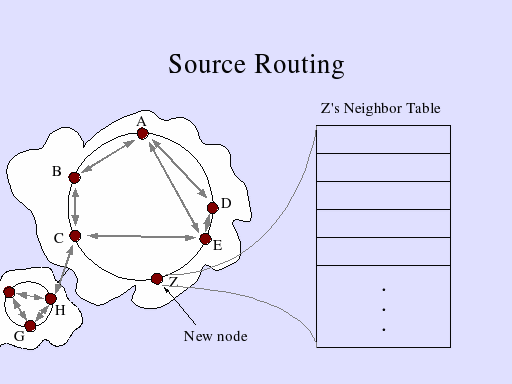 Source Routing
Z's Neighbor Table
A
B
D
C
E
Z
H
G
New node
.
.
.